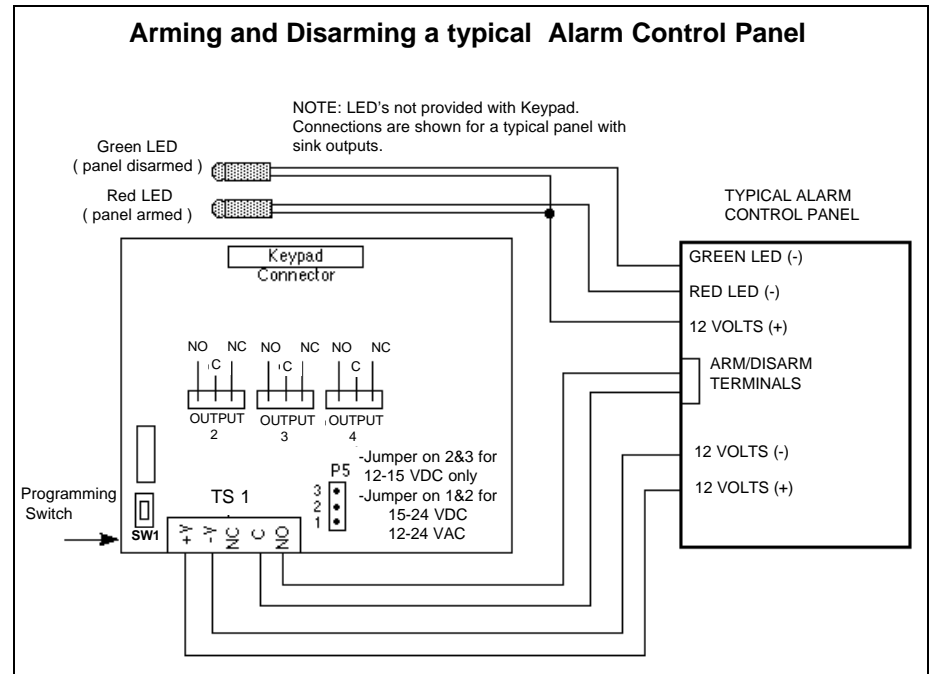 Arming and Disarming a typical Alarm Control Panel
NOTE: LED's not provided with Keypad.
Connections are shown for a typical panel with
sink outputs.
Green LED
( panel disarmed )
Red LED
( panel armed )
TYPICAL ALARM
CONTROL PANEL
Keypad
Connector
GREEN LED (-)
RED LED (-)
12 VOLTS (+)
ARM/DISARM
TERMINALS
12 VOLTS (-)
12 VOLTS (+)
NO C NC
OUTPUT
2
NO C NC
OUTPUT
3
NO C NC
OUTPUT
4
-Jumper on 2&3 for
12-15 VDC only
-Jumper on 1&2 for
15-24 VDC
12-24 VAC
P5
3
2
1
Programming
Switch
SW1
TS 1
+V
-V
NC
C
NO